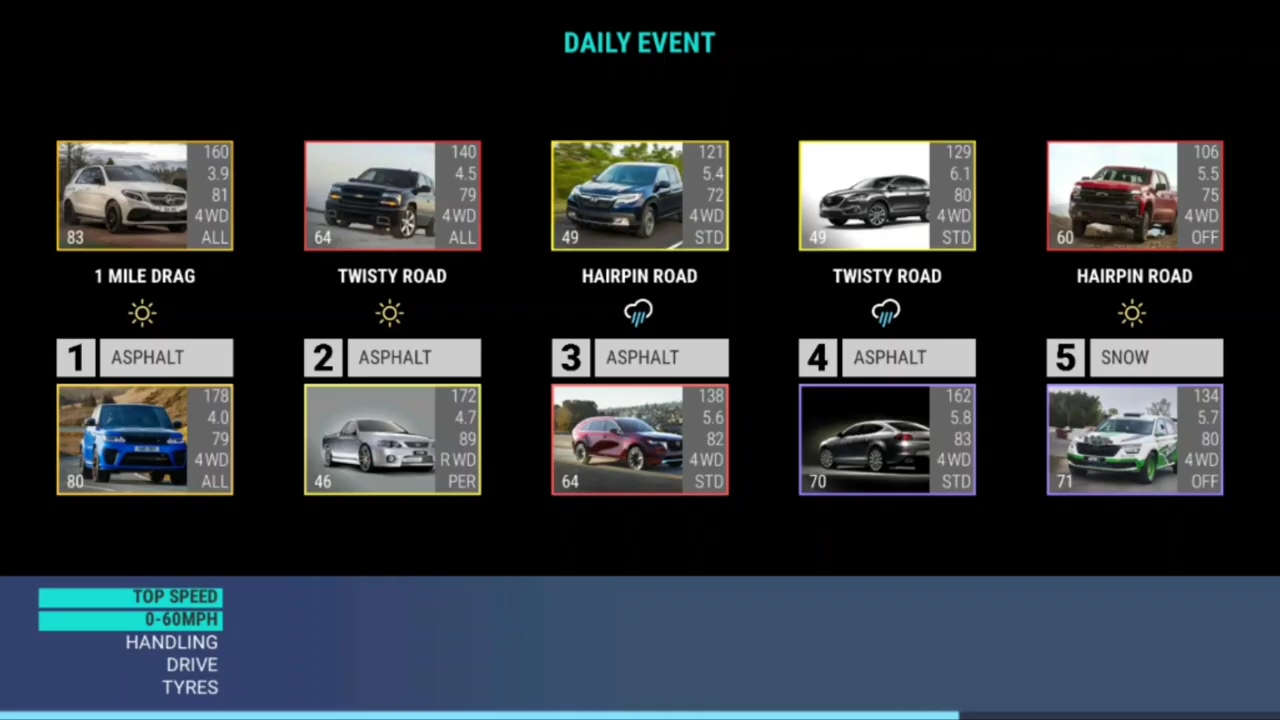 DAILY EVENT
160
3.9
81
4WD
ALL
83
140
4.5
79
4WD
ALL
64
121
5.4
72
4WD
STD
49
129
6.1
80
4WD
STD
49
106
5.5
75
4WD
OFF
60
1 MILE DRAG
TWISTY ROAD
HAIRPIN ROAD
TWISTY ROAD
HAIRPIN ROAD
1 ASPHALT
2 ASPHALT
3 ASPHALT
4 ASPHALT
5 SNOW
178
4.0
79
4WD
ALL
80
172
4.7
89
RWD
PER
46
138
5.6
82
4WD
STD
64
162
5.8
83
4WD
STD
70
134
5.7
80
4WD
OFF
71
TOP SPEED
0-60MPH
HANDLING
DRIVE
TYRES